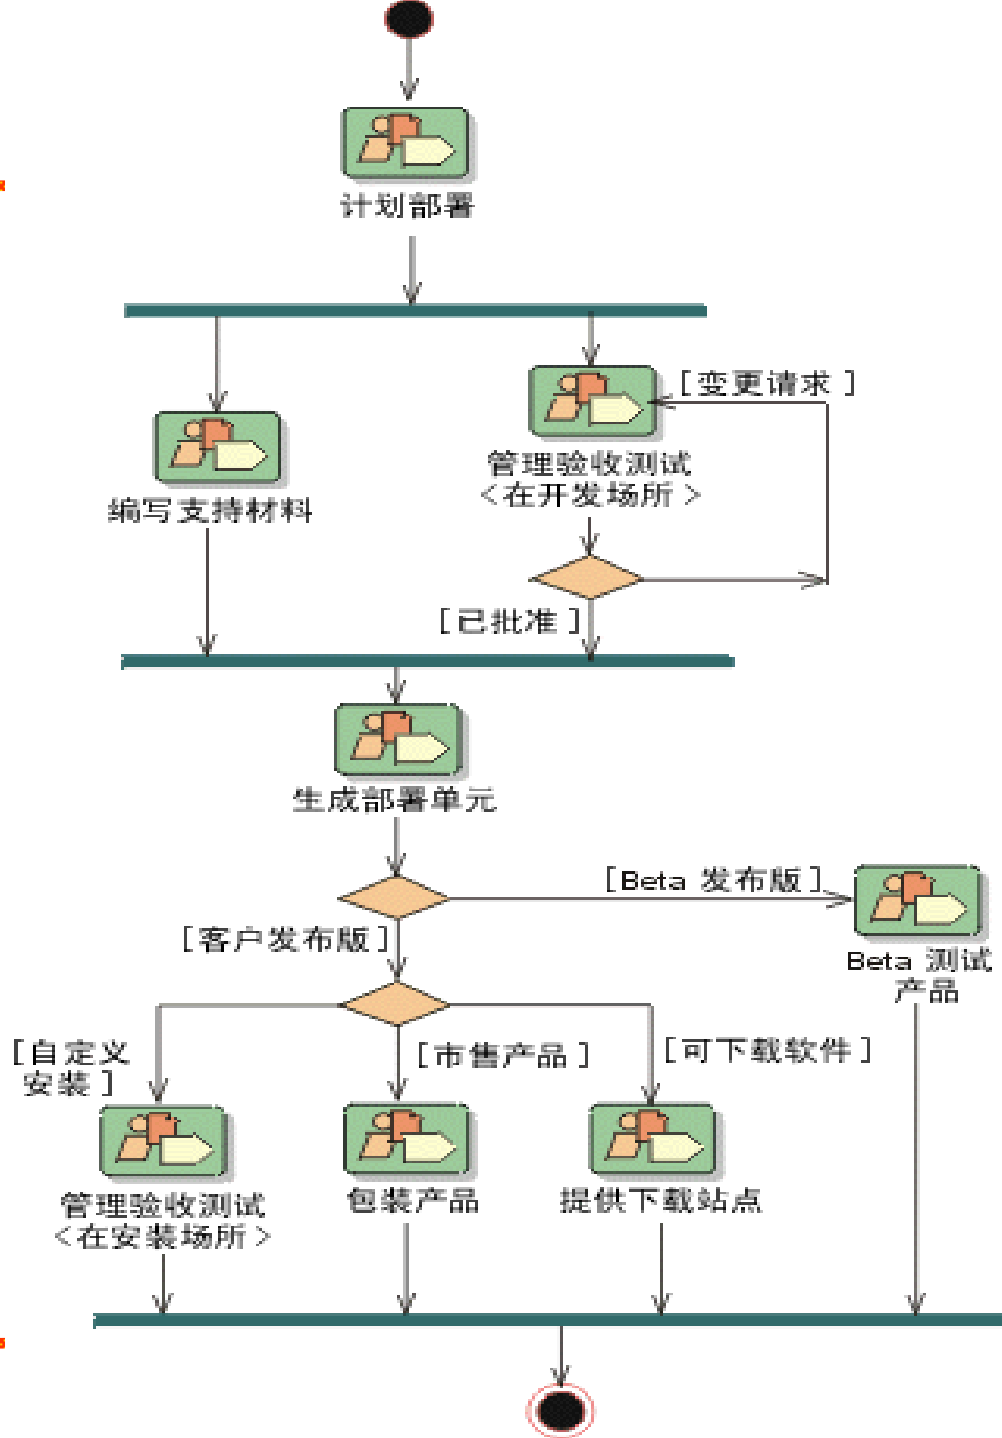 计划部署
[变更请求]
管理验收测试
<在开发场所>
编写支持材料
[已批准]
生成部署单元
[Beta 发布版]
[客户发布版]
Beta 测试
产品
[自定义
安装]
[市售产品]
[可下载软件]
管理验收测试
<在安装场所>
包装产品
提供下载站点